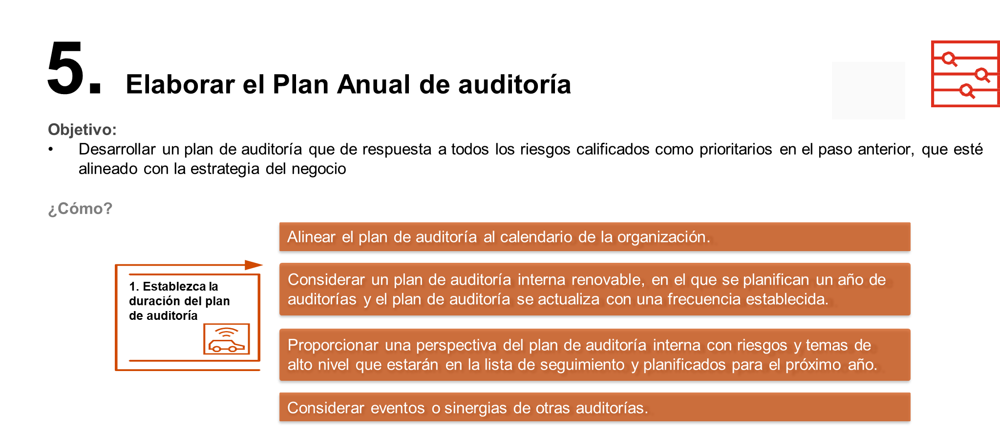 5. Elaborar el Plan Anual de auditoría
Objetivo:
• Desarrollar un plan de auditoría que de respuesta a todos los riesgos calificados como prioritarios en el paso anterior, que esté
alineado con la estrategia del negocio
¿Cómo?
1. Establezca la
duración del plan
de auditoría
Alinear el plan de auditoría al calendario de la organización.
Considerar un plan de auditoría interna renovable, en el que se planifican un año de
auditorías y el plan de auditoría se actualiza con una frecuencia establecida.
Proporcionar una perspectiva del plan de auditoría interna con riesgos y temas de
alto nivel que estarán en la lista de seguimiento y planificados para el próximo año.
Considerar eventos o sinergias de otras auditorías.